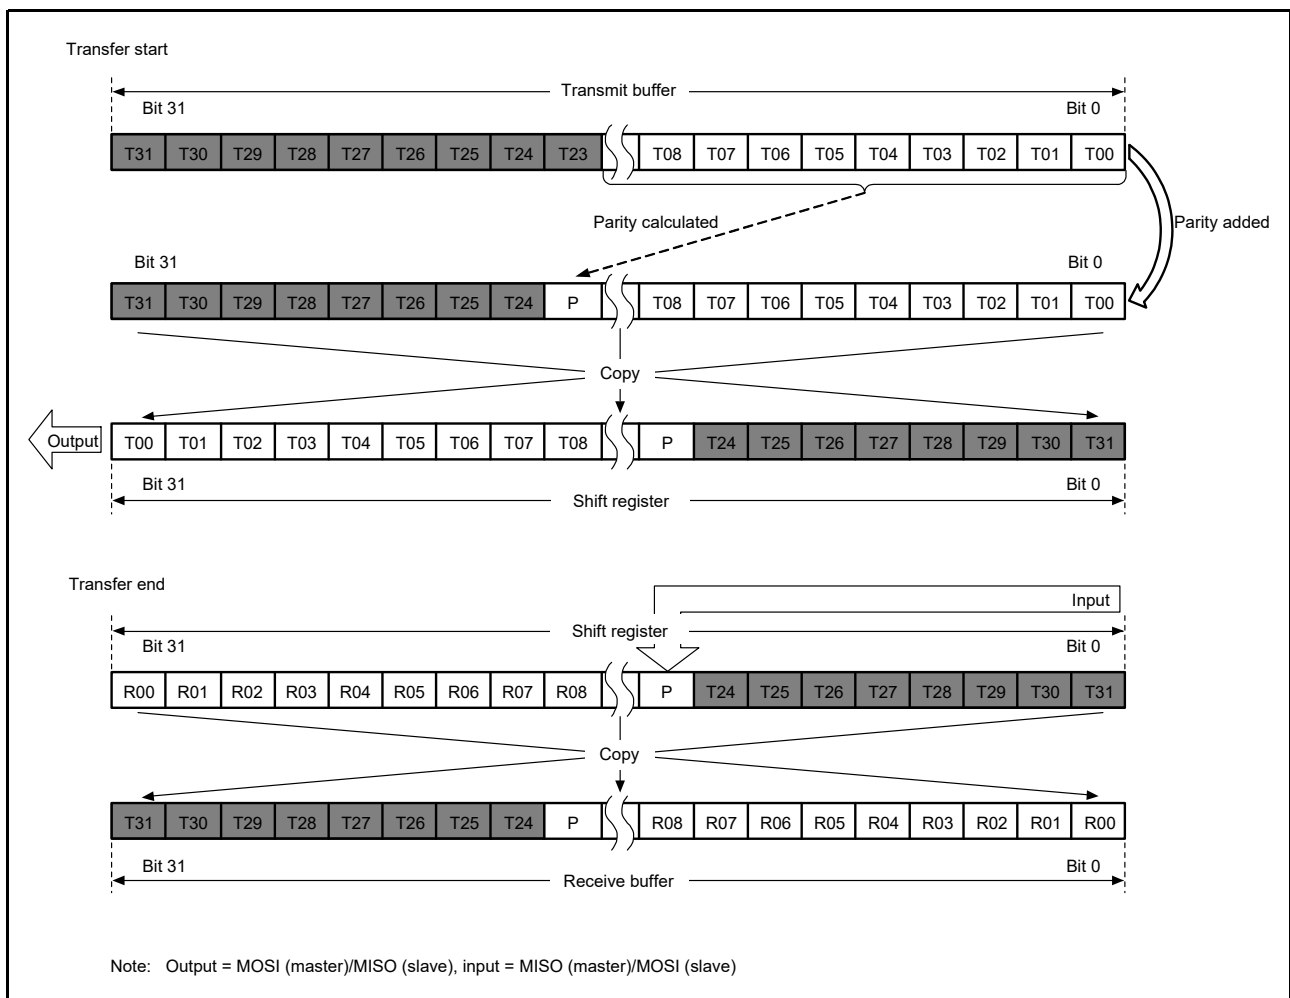 Transfer start
Transmit buffer
Bit 31 Bit 0
T31 T30 T29 T28 T27 T26 T25 T24 T23 T08 T07 T06 T05 T04 T03 T02 T01 T00
Parity calculated Parity added
Bit 31 Bit 0
T31 T30 T29 T28 T27 T26 T25 T24 P T08 T07 T06 T05 T04 T03 T02 T01 T00
Copy
Output T00 T01 T02 T03 T04 T05 T06 T07 T08 P T24 T25 T26 T27 T28 T29 T30 T31
Bit 31 Bit 0
Shift register
Transfer end
Input
Shift register
Bit 31 Bit 0
R00 R01 R02 R03 R04 R05 R06 R07 R08 P T24 T25 T26 T27 T28 T29 T30 T31
Copy
T31 T30 T29 T28 T27 T26 T25 T24 P R08 R07 R06 R05 R04 R03 R02 R01 R00
Bit 31 Bit 0
Receive buffer
Note: Output = MOSI (master)/MISO (slave), input = MISO (master)/MOSI (slave)